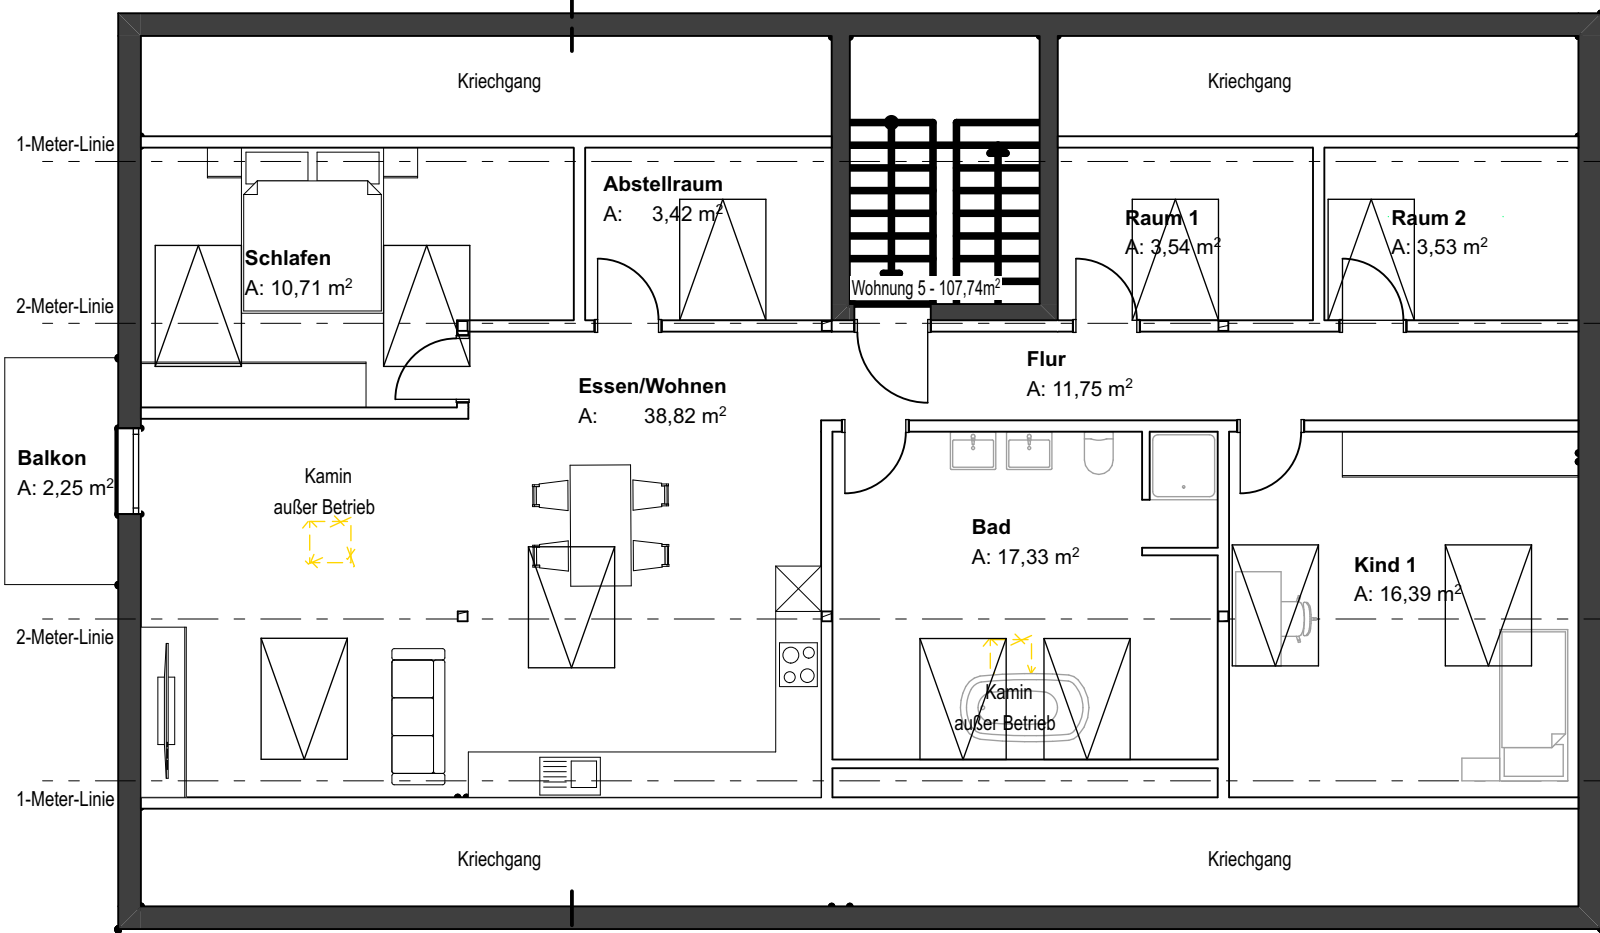 Kriechgang
Kriechgang
1-Meter-Linie
Abstellraum
A: 3,42 m²
Raum 1
A: 3,54 m²
Raum 2
A: 3,53 m²
Schlafen
A: 10,71 m²
Wohnung 5 - 107,74m²
2-Meter-Linie
Flur
A: 11,75 m²
Essen/Wohnen
A: 38,82 m²
Balkon
A: 2,25 m²
Kamin
außer Betrieb
Bad
A: 17,33 m²
Kind 1
A: 16,39 m²
2-Meter-Linie
Kamin
außer Betrieb
1-Meter-Linie
Kriechgang
Kriechgang